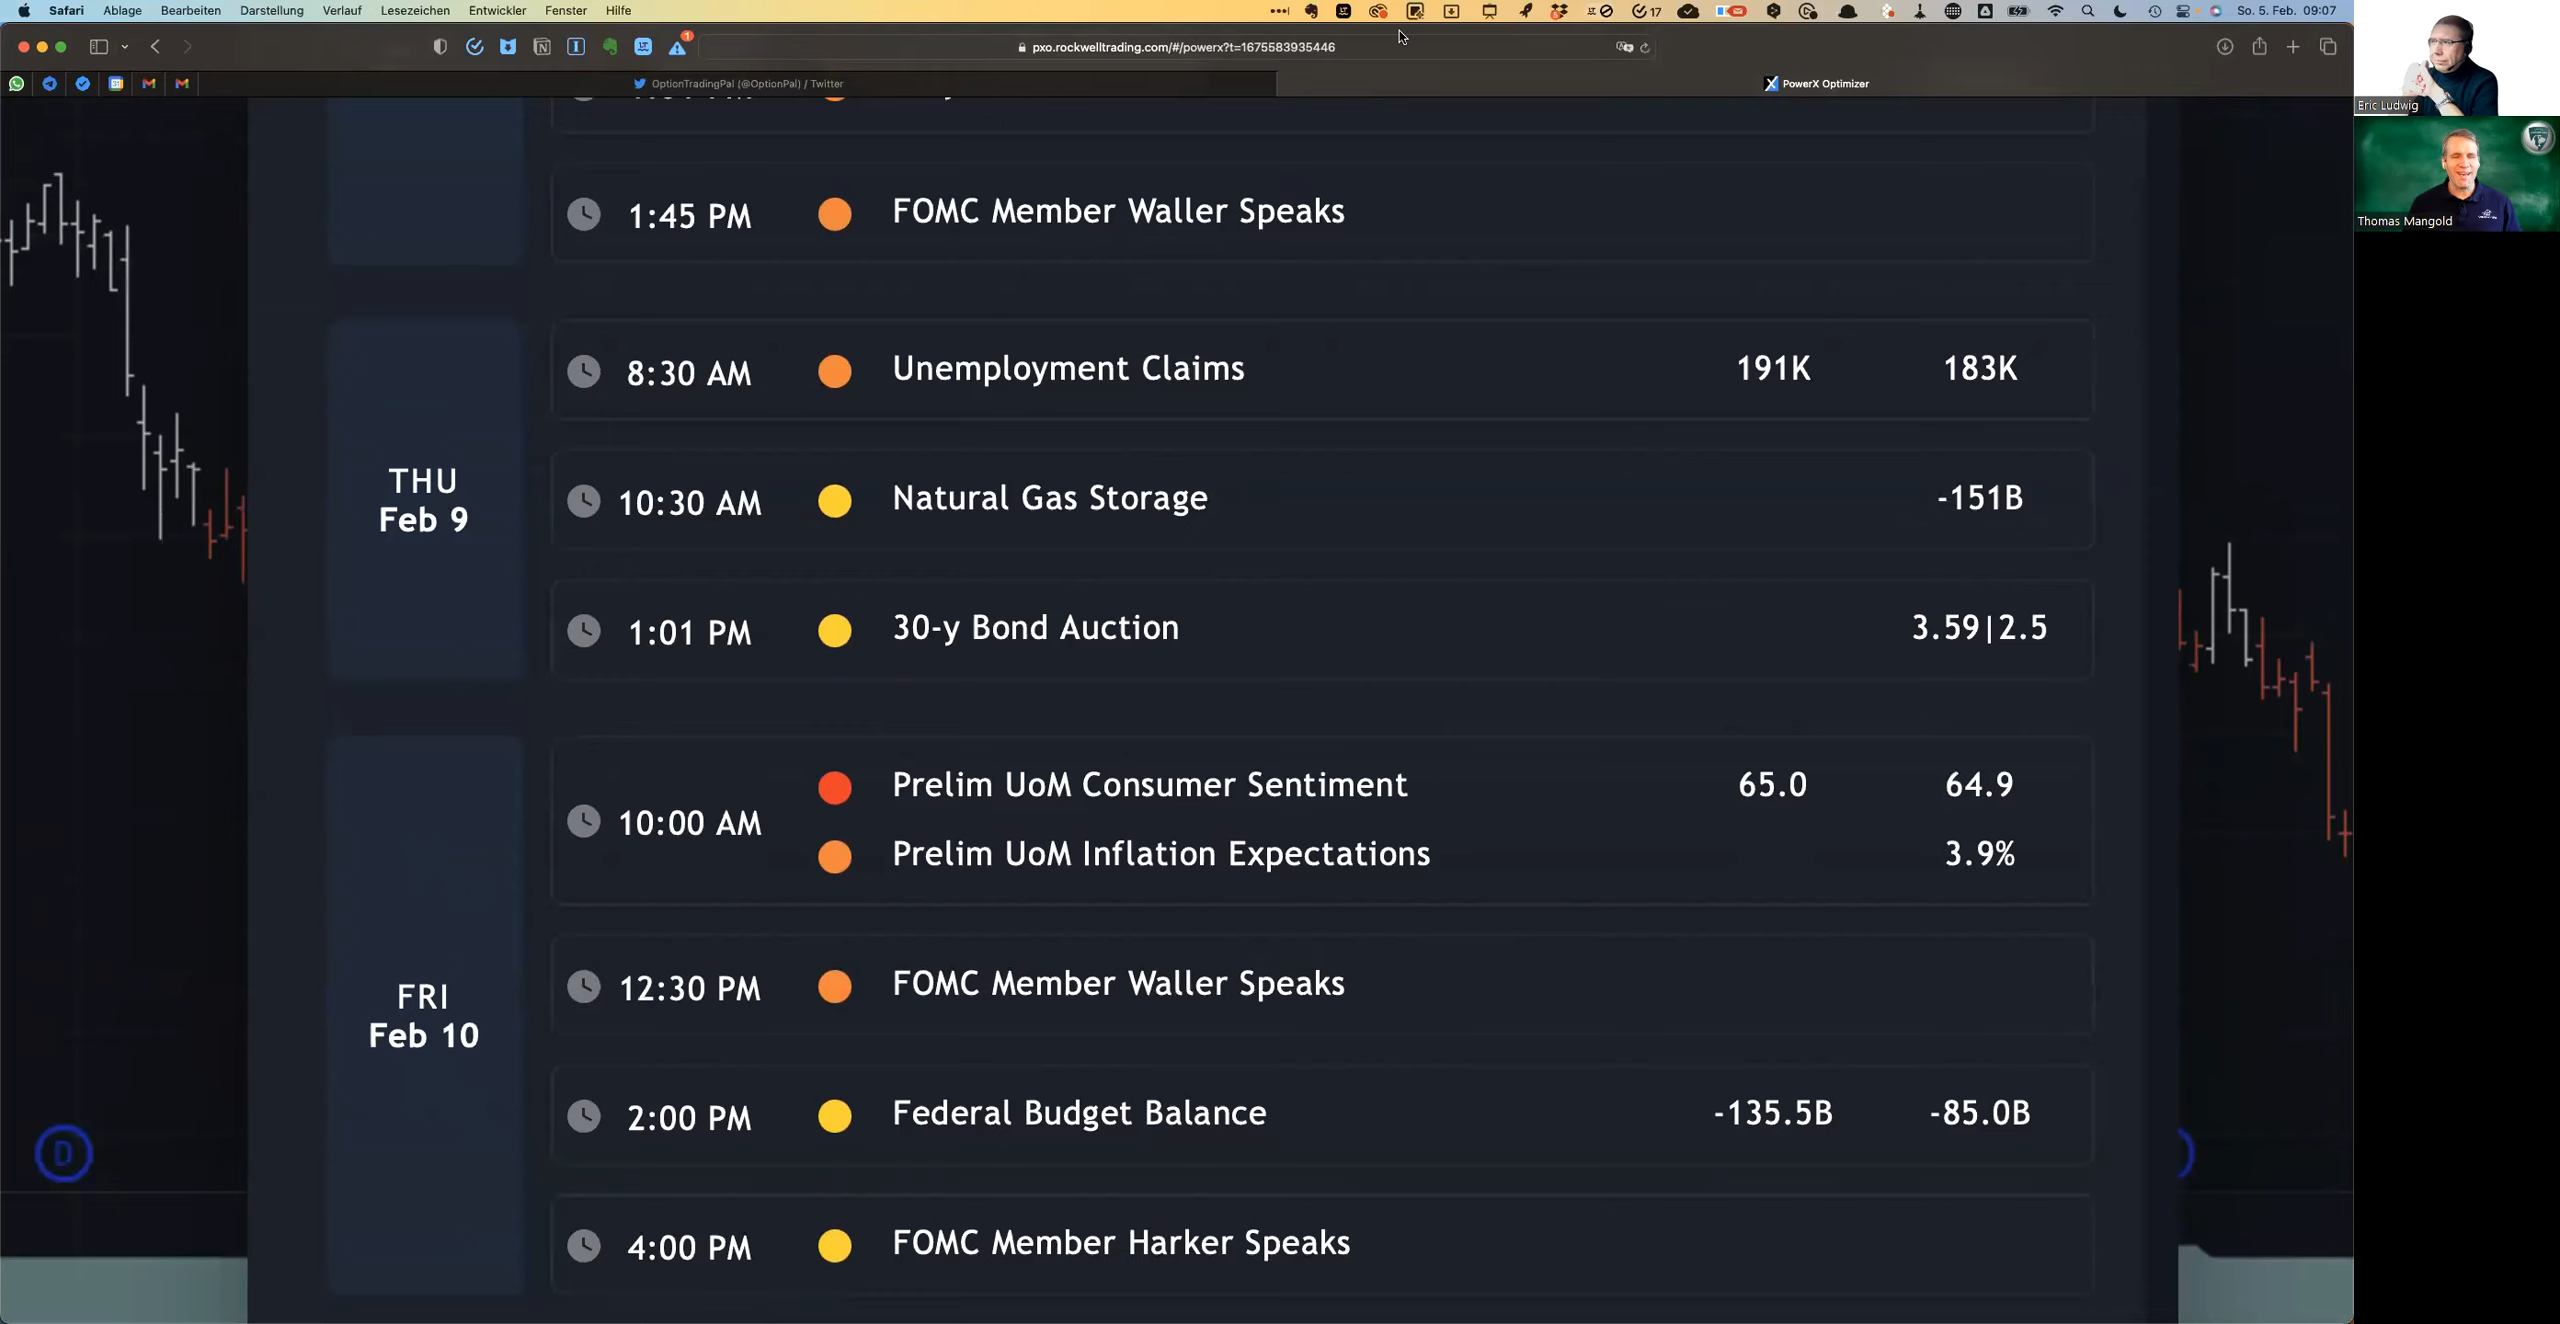 Safari Ablage Bearbeiten Darstellung Verlauf Lesezeichen Entwickler Fenster Hilfe 17 So. 5. Feb. 09:07
1 pxo.rockwelltrading.com/#/powerx?t=1675583935446
OptionTradingPal (@OptionPal) / Twitter PowerX Optimizer
Eric Ludwig
Thomas Mangold
1:45 PM FOMC Member Waller Speaks
THU
Feb 9
8:30 AM Unemployment Claims 191K 183K
10:30 AM Natural Gas Storage -151B
1:01 PM 30-y Bond Auction 3.59|2.5
FRI
Feb 10
10:00 AM
Prelim UoM Consumer Sentiment 65.0 64.9
Prelim UoM Inflation Expectations 3.9%
12:30 PM FOMC Member Waller Speaks
2:00 PM Federal Budget Balance -135.5B -85.0B
4:00 PM FOMC Member Harker Speaks
D